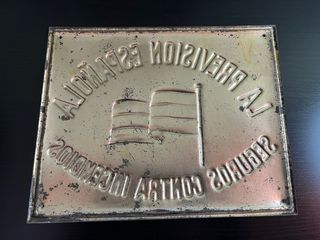 LA PREVISION ESPAÑOLA
SEGUROS CONTRA INCENDIOS